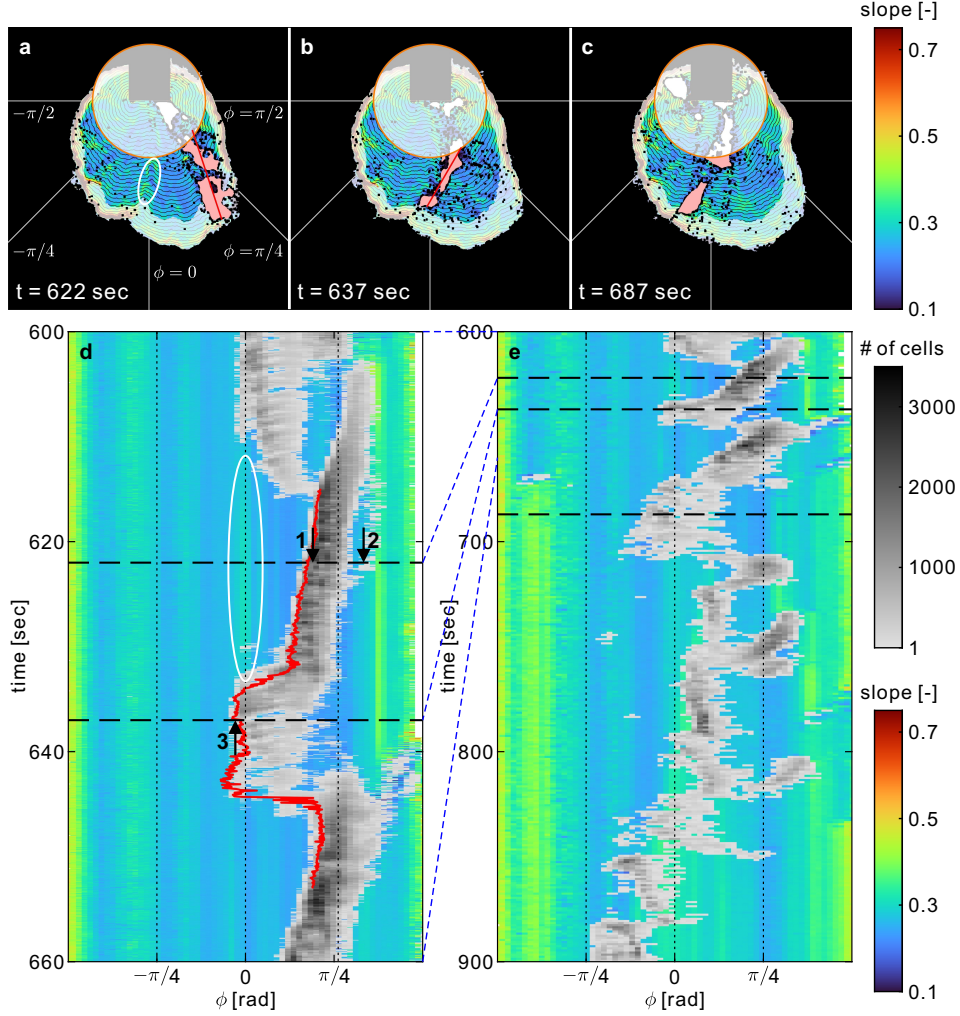 slope [-]
a
b
c
0.7
−π/2
ϕ = π/2
0.5
0.3
−π/4
ϕ = π/4
ϕ = 0
t = 622 sec
t = 637 sec
t = 687 sec
0.1
600
d
600
e
# of cells
3000
2000
1
2
620
700
1000
time [sec]
time [sec]
1
slope [-]
3
0.7
640
800
0.5
0.3
660
900
0.1
−π/4
0
π/4
−π/4
0
π/4
ϕ [rad]
ϕ [rad]